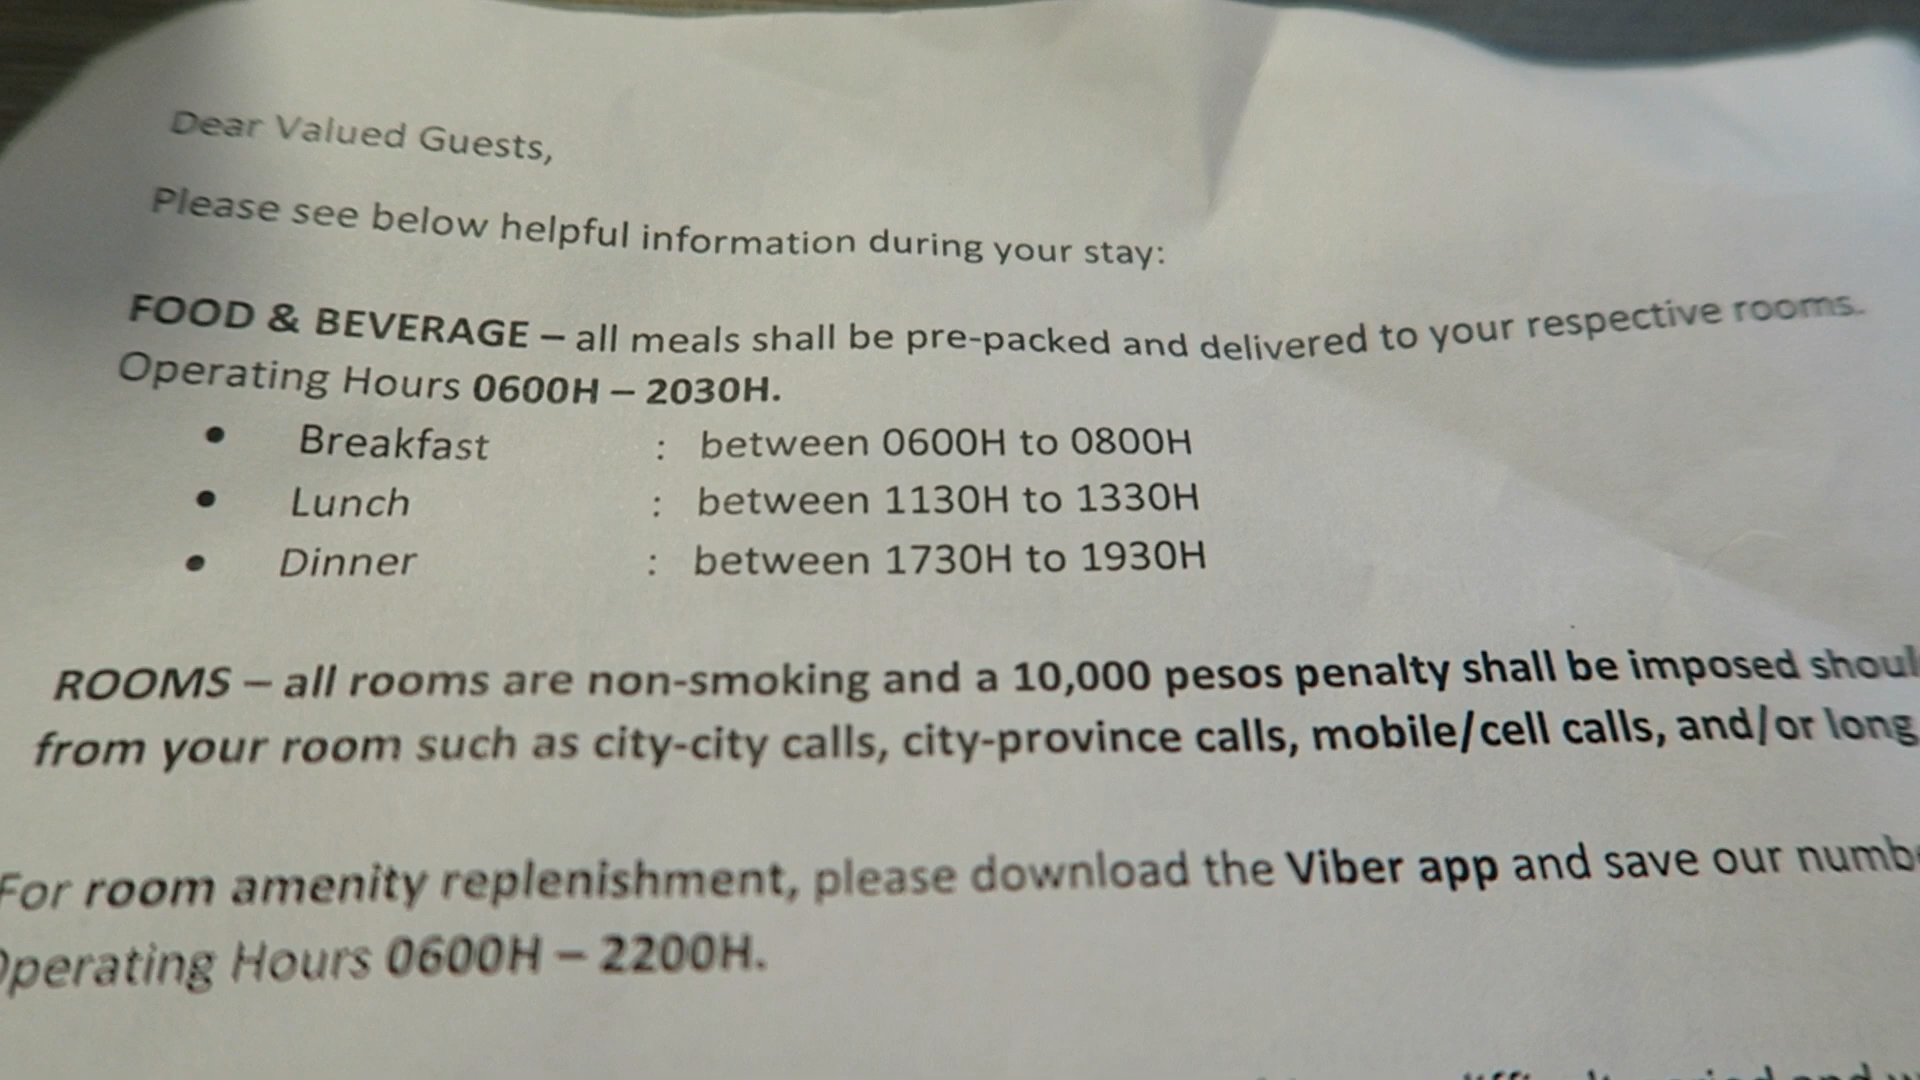 Dear Valued Guests,
Please see below helpful information during your stay:
FOOD & BEVERAGE – all meals shall be pre-packed and delivered to your respective rooms.
Operating Hours 0600H – 2030H.
• Breakfast : between 0600H to 0800H
• Lunch : between 1130H to 1330H
• Dinner : between 1730H to 1930H
ROOMS – all rooms are non-smoking and a 10,000 pesos penalty shall be imposed shoul
from your room such as city-city calls, city-province calls, mobile/cell calls, and/or long
For room amenity replenishment, please download the Viber app and save our numb
Operating Hours 0600H – 2200H.